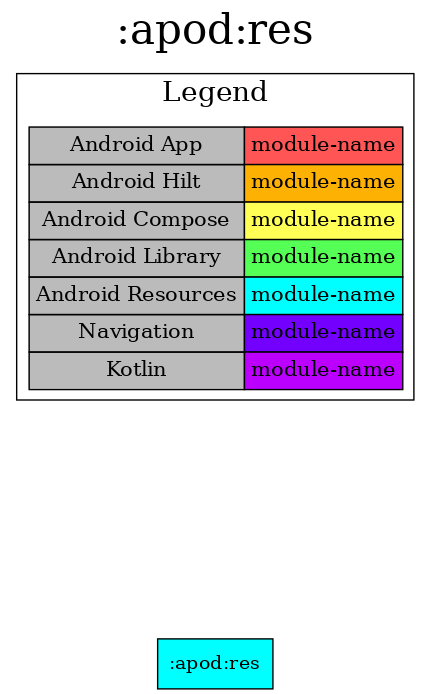 :apod:res
Legend
Android App module-name
Android Hilt module-name
Android Compose module-name
Android Library module-name
Android Resources module-name
Navigation module-name
Kotlin module-name
:apod:res